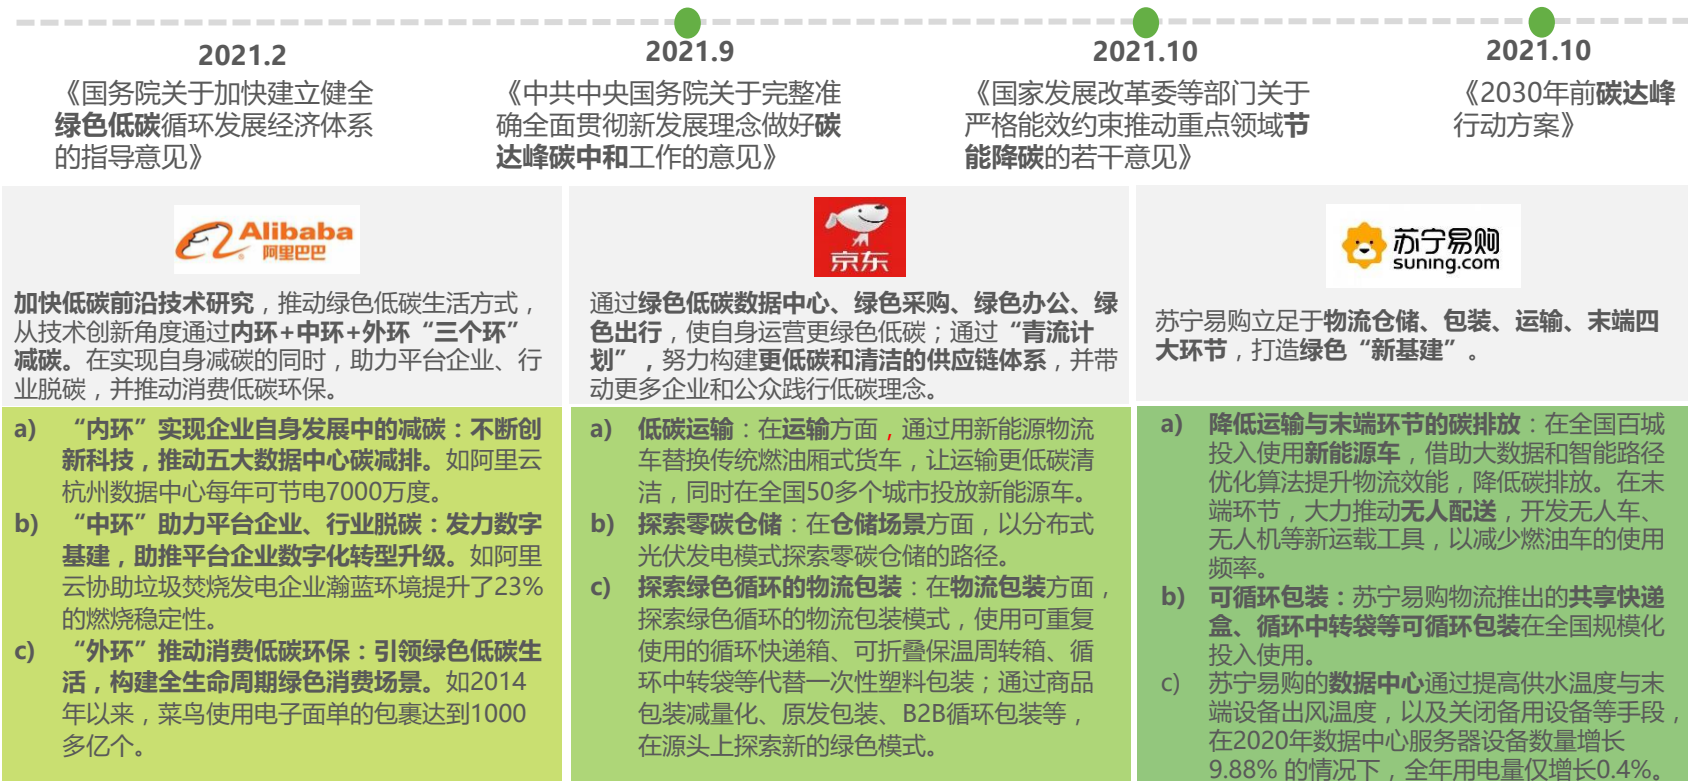 2021.2
《国务院关于加快建立健全
绿色低碳循环发展经济体系
的指导意见》
2021.9
《中共中央国务院关于完整准
确全面贯彻新发展理念做好碳
达峰碳中和工作的意见》
2021.10
《国家发展改革委等部门关于
严格能效约束推动重点领域节
能降碳的若干意见》
2021.10
《2030年前碳达峰
行动方案》
Alibaba
阿里巴巴
加快低碳前沿技术研究，推动绿色低碳生活方式，
从技术创新角度通过内环+中环+外环“三个环”
减碳。在实现自身减碳的同时，助力平台企业、行
业脱碳，并推动消费低碳环保。
a) “内环”实现企业自身发展中的减碳：不断创
新科技，推动五大数据中心碳减排。如阿里云
杭州数据中心每年可节电7000万度。
b) “中环”助力平台企业、行业脱碳：发力数字
基建，助推平台企业数字化转型升级。如阿里
云协助垃圾焚烧发电企业瀚蓝环境提升了23%
的燃烧稳定性。
c) “外环”推动消费低碳环保：引领绿色低碳生
活，构建全生命周期绿色消费场景。如2014
年以来，菜鸟使用电子面单的包裹达到1000
多亿个。
京东
通过绿色低碳数据中心、绿色采购、绿色办公、绿
色出行，使自身运营更绿色低碳；通过“青流计
划”，努力构建更低碳和清洁的供应链体系，并带
动更多企业和公众践行低碳理念。
a) 低碳运输：在运输方面，通过用新能源物流
车替换传统燃油厢式货车，让运输更低碳清
洁，同时在全国50多个城市投放新能源车。
b) 探索零碳仓储：在仓储场景方面，以分布式
光伏发电模式探索零碳仓储的路径。
c) 探索绿色循环的物流包装：在物流包装方面，
探索绿色循环的物流包装模式，使用可重复
使用的循环快递箱、可折叠保温周转箱、循
环中转袋等代替一次性塑料包装；通过商品
包装减量化、原发包装、B2B循环包装等，
在源头上探索新的绿色模式。
苏宁易购
suning.com
苏宁易购立足于物流仓储、包装、运输、末端四
大环节，打造绿色“新基建”。
a) 降低运输与末端环节的碳排放：在全国百城
投入使用新能源车，借助大数据和智能路径
优化算法提升物流效能，降低碳排放。在末
端环节，大力推动无人配送，开发无人车、
无人机等新运载工具，以减少燃油车的使用
频率。
b) 可循环包装：苏宁易购物流推出的共享快递
盒、循环中转袋等可循环包装在全国规模化
投入使用。
c) 苏宁易购的数据中心通过提高供水温度与末
端设备出风温度，以及关闭备用设备等手段，
在2020年数据中心服务器设备数量增长
9.88% 的情况下，全年用电量仅增长0.4%。